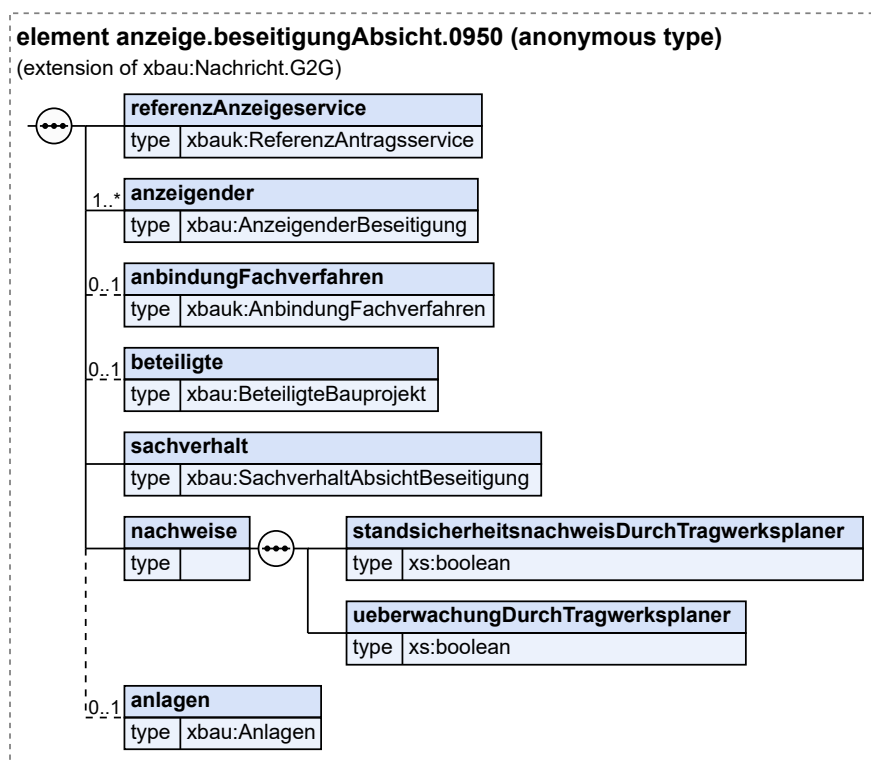 element anzeige.beseitigungAbsicht.0950 (anonymous type)
(extension of xbau:Nachricht.G2G)
referenzAnzeigeservice
type xbauk:ReferenzAntragsservice
1..* anzeigender
type xbau:AnzeigenderBeseitigung
0..1 anbindungFachverfahren
type xbauk:AnbindungFachverfahren
0..1 beteiligte
type xbau:BeteiligteBauprojekt
sachverhalt
type xbau:SachverhaltAbsichtBeseitigung
nachweise
type
standsicherheitsnachweisDurchTragwerksplaner
type xs:boolean
ueberwachungDurchTragwerksplaner
type xs:boolean
0..1 anlagen
type xbau:Anlagen